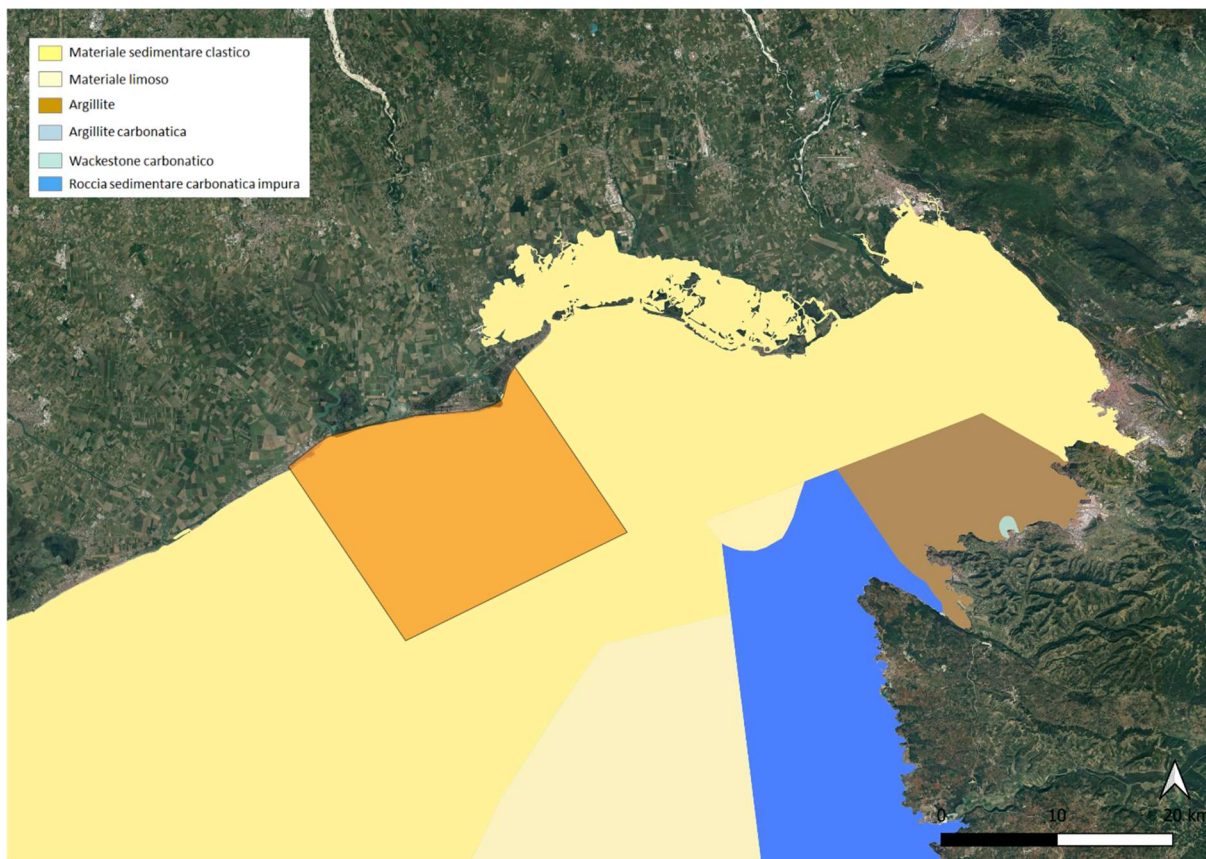 Materiale sedimentare clastico
Materiale limoso
Argillite
Argillite carbonatica
Wackestone carbonatico
Roccia sedimentare carbonatica impura
0 10 20 km